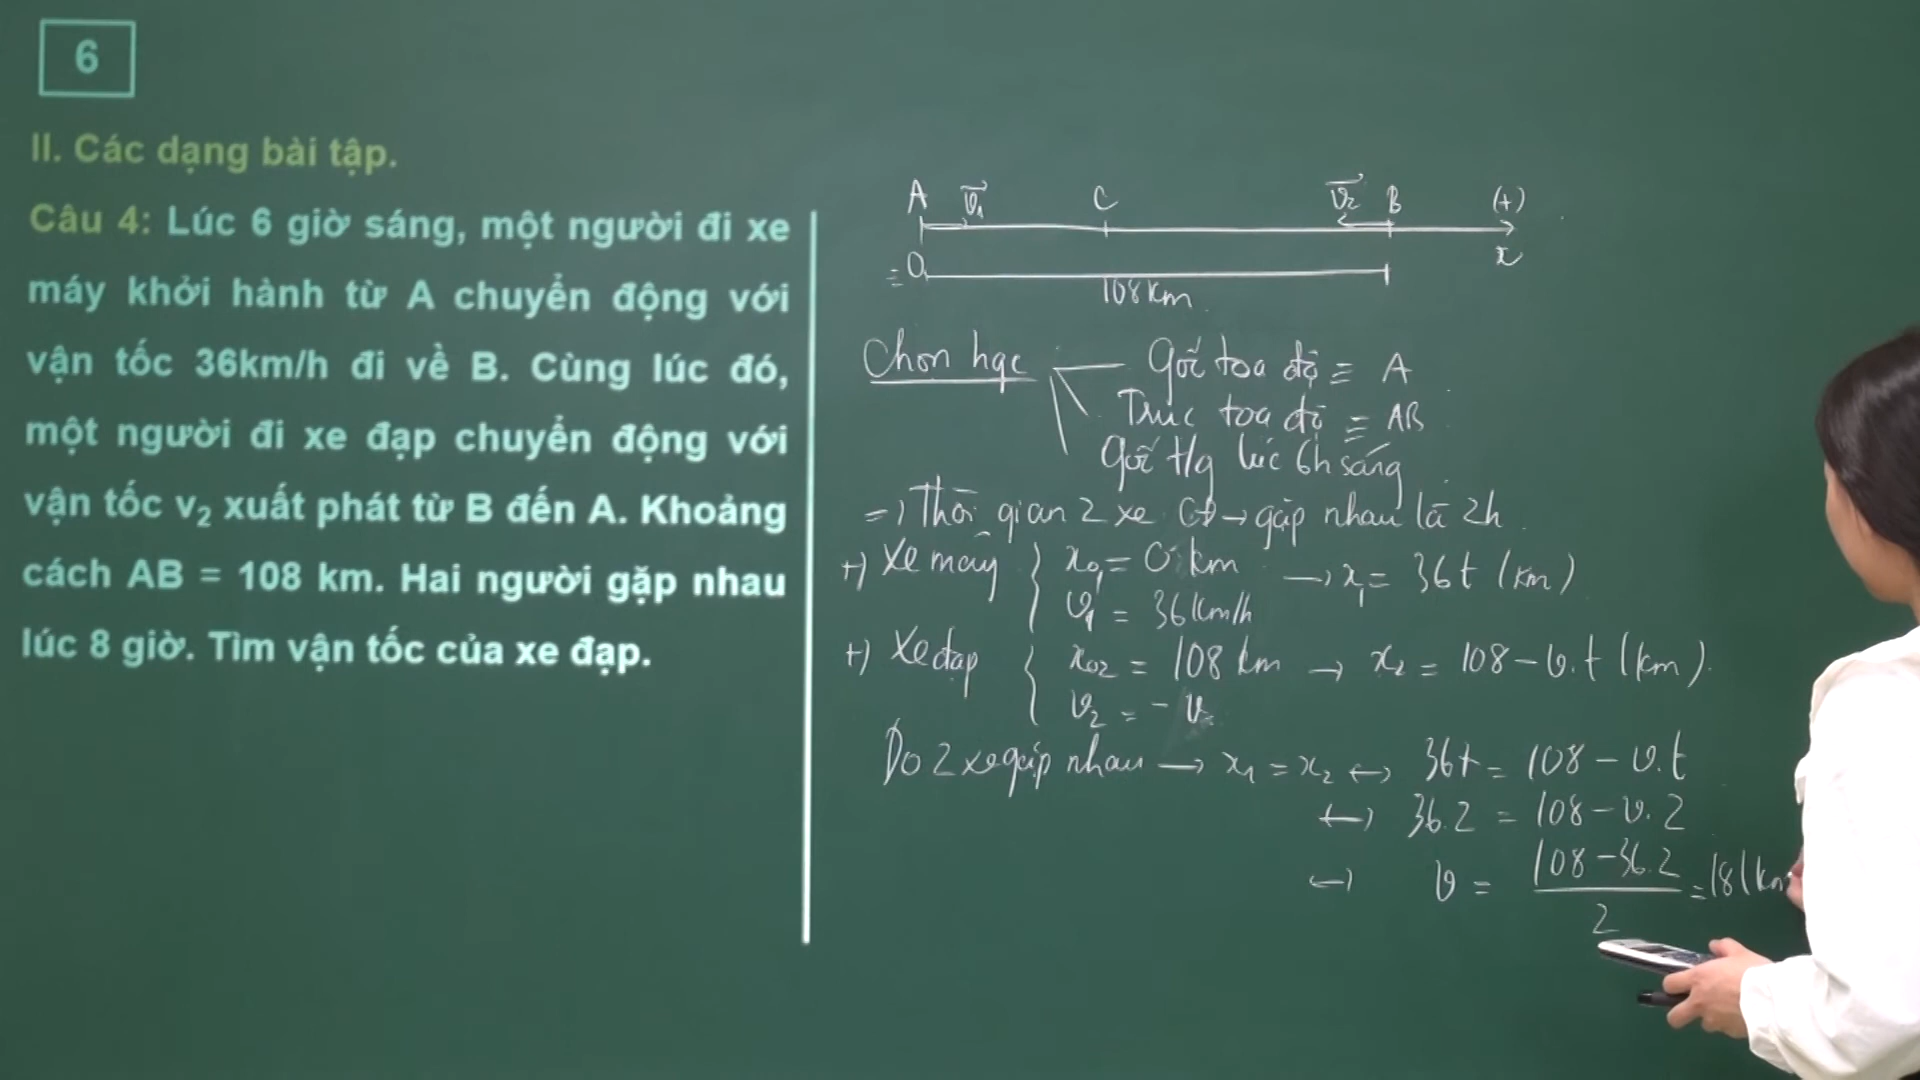 6
II. Các dạng bài tập.
Câu 4: Lúc 6 giờ sáng, một người đi xe
máy khởi hành từ A chuyển động với
vận tốc 36km/h đi về B. Cùng lúc đó,
một người đi xe đạp chuyển động với
vận tốc v₂ xuất phát từ B đến A. Khoảng
cách AB = 108 km. Hai người gặp nhau
lúc 8 giờ. Tìm vận tốc của xe đạp.
A v₁ C v₂ B (+)
≡ O x
108 km
Chọn hqc Gốc toạ độ ≡ A
Trục toạ độ ≡ AB
Gốc t/g lúc 6h sáng
=> Thời gian 2 xe CĐ → gặp nhau là 2h
+) Xe máy { x₀₁ = 0 km → x₁ = 36t (km)
v₁ = 36 km/h
+) Xe đạp { x₀₂ = 108 km → x₂ = 108 - v.t (km).
v₂ = - v
Do 2 xe gặp nhau → x₁ = x₂ ↔ 36t = 108 - v.t
↔ 36.2 = 108 - v.2
↔ v = (108 - 36.2)/2 = 18 (km